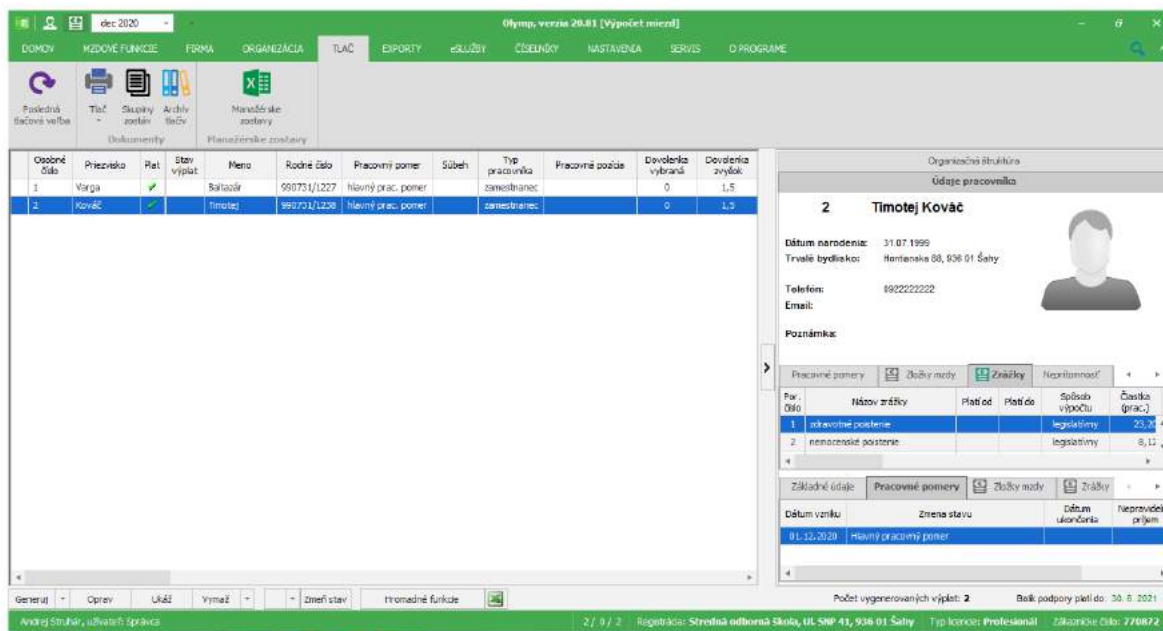 dec 2020
Olymp, verzia 20.81 [Výpočet miezd]
DOMOV MZDOVÉ FUNKCIE FIRMA ORGANIZÁCIA TLAČ EXPORTY eSLUŽBY ČÍSELNÍKY NASTAVENIA SERVIS O PROGRAME
Posledná tlačová voľba
Tlač
Skupiny zostáv
Archív tlačív
Manažérske zostavy
Dokumenty Manažérske zostavy
Osobné číslo Priezvisko Plat Stav výplat Meno Rodné číslo Pracovný pomer Súbeh Typ pracovníka Pracovná pozícia Dovolenka vybraná Dovolenka zvyšok
1 Varga Baltazár 990731/1227 hlavný prac. pomer zamestnanec 0 1,5
2 Kováč Timotej 990731/1238 hlavný prac. pomer zamestnanec 0 1,5
Organizačná štruktúra
Údaje pracovníka
2 Timotej Kováč
Dátum narodenia: 31.07.1999
Trvalé bydlisko: Hontianska 88, 936 01 Šahy
Telefón: 0922222222
Email:
Poznámka:
Pracovné pomery Zložky mzdy Zrážky Neprítomnosť
Por. číslo Názov zrážky Platí od Platí do Spôsob výpočtu Čiastka (prac.)
1 zdravotné poistenie legislatívny 23,20
2 nemocenské poistenie legislatívny 8,12
Základné údaje Pracovné pomery Zložky mzdy Zrážky
Dátum vzniku Zmena stavu Dátum ukončenia Nepravidel príjem
01.12.2020 Hlavný pracovný pomer
Generuj Oprav Ukáž Vymaž Zmeň stav Hromadné funkcie
Počet vygenerovaných výplat: 2 Balík podpory platí do: 30. 6. 2021
Andrej Struhár, užívateľ: Správca 2 / 0 / 2 Registrácia: Stredná odborná škola, Ul. SNP 41, 936 01 Šahy Typ licencie: Profesionál Zákaznícke číslo: 770872